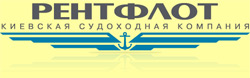 РЕНТФЛОТ
КИЕВСКАЯ СУДОХОДНАЯ КОМПАНИЯ